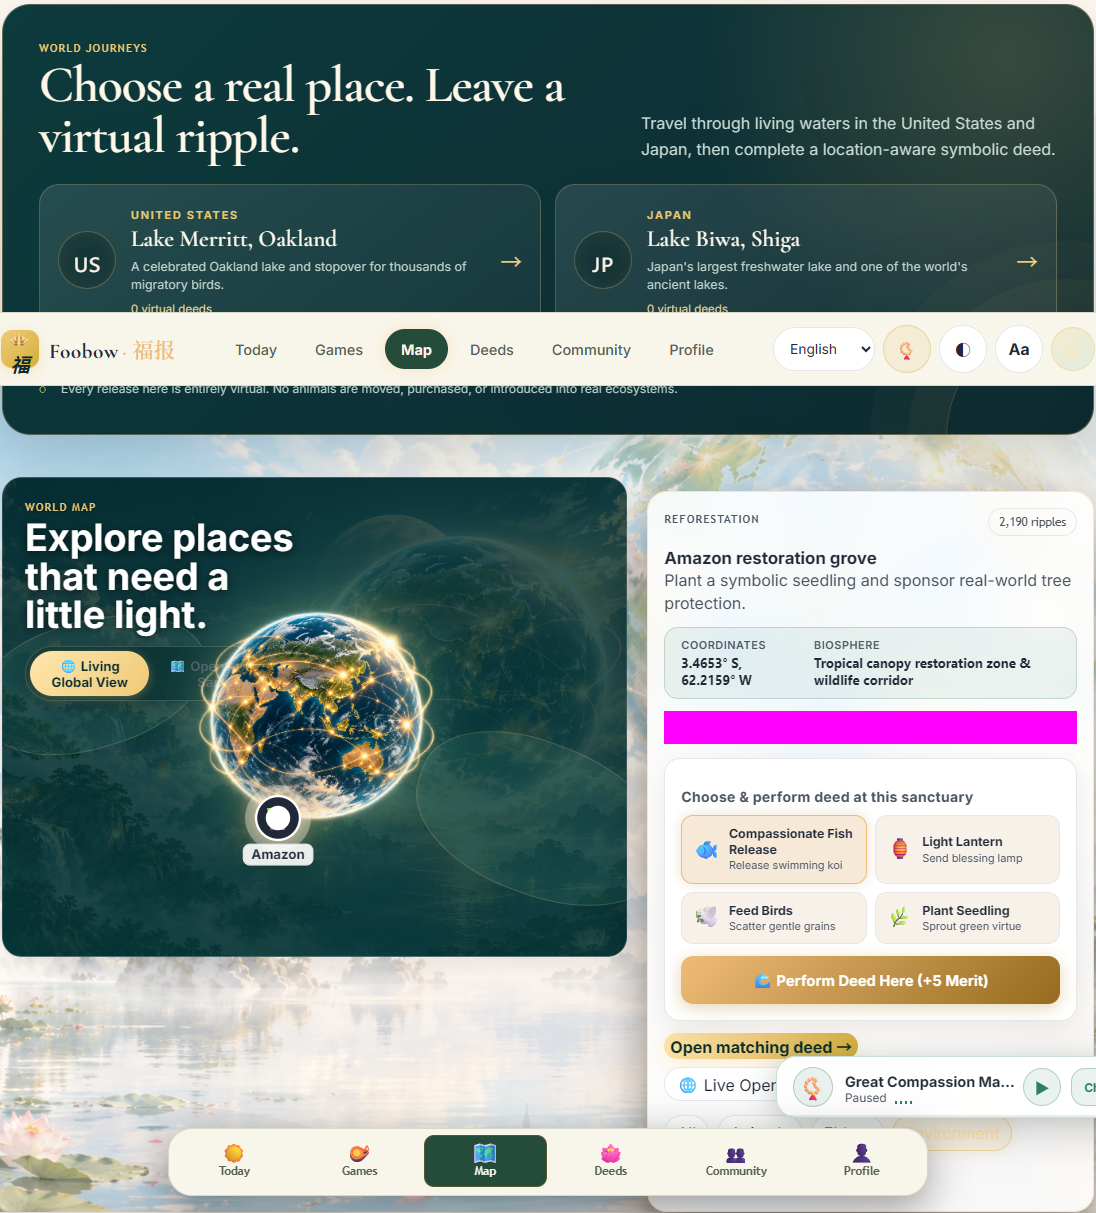 WORLD JOURNEYS
Choose a real place. Leave a
virtual ripple.
Travel through living waters in the United States and
Japan, then complete a location-aware symbolic deed.
US
UNITED STATES
Lake Merritt, Oakland
A celebrated Oakland lake and stopover for thousands of
migratory birds.
0 virtual deeds
→
JP
JAPAN
Lake Biwa, Shiga
Japan's largest freshwater lake and one of the world's
ancient lakes.
0 virtual deeds
→
福
Foobow · 福报
Today
Games
Map
Deeds
Community
Profile
English
Aa
Every release here is entirely virtual. No animals are moved, purchased, or introduced into real ecosystems.
WORLD MAP
Explore places
that need a
little light.
Living
Global View
Amazon
REFORESTATION
2,190 ripples
Amazon restoration grove
Plant a symbolic seedling and sponsor real-world tree
protection.
COORDINATES
3.4653° S,
62.2159° W
BIOSPHERE
Tropical canopy restoration zone &
wildlife corridor
Choose & perform deed at this sanctuary
Compassionate Fish
Release
Release swimming koi
Light Lantern
Send blessing lamp
Feed Birds
Scatter gentle grains
Plant Seedling
Sprout green virtue
Perform Deed Here (+5 Merit)
Open matching deed →
Live Oper
Great Compassion Ma...
Paused
Ch
vironment
Today
Games
Map
Deeds
Community
Profile